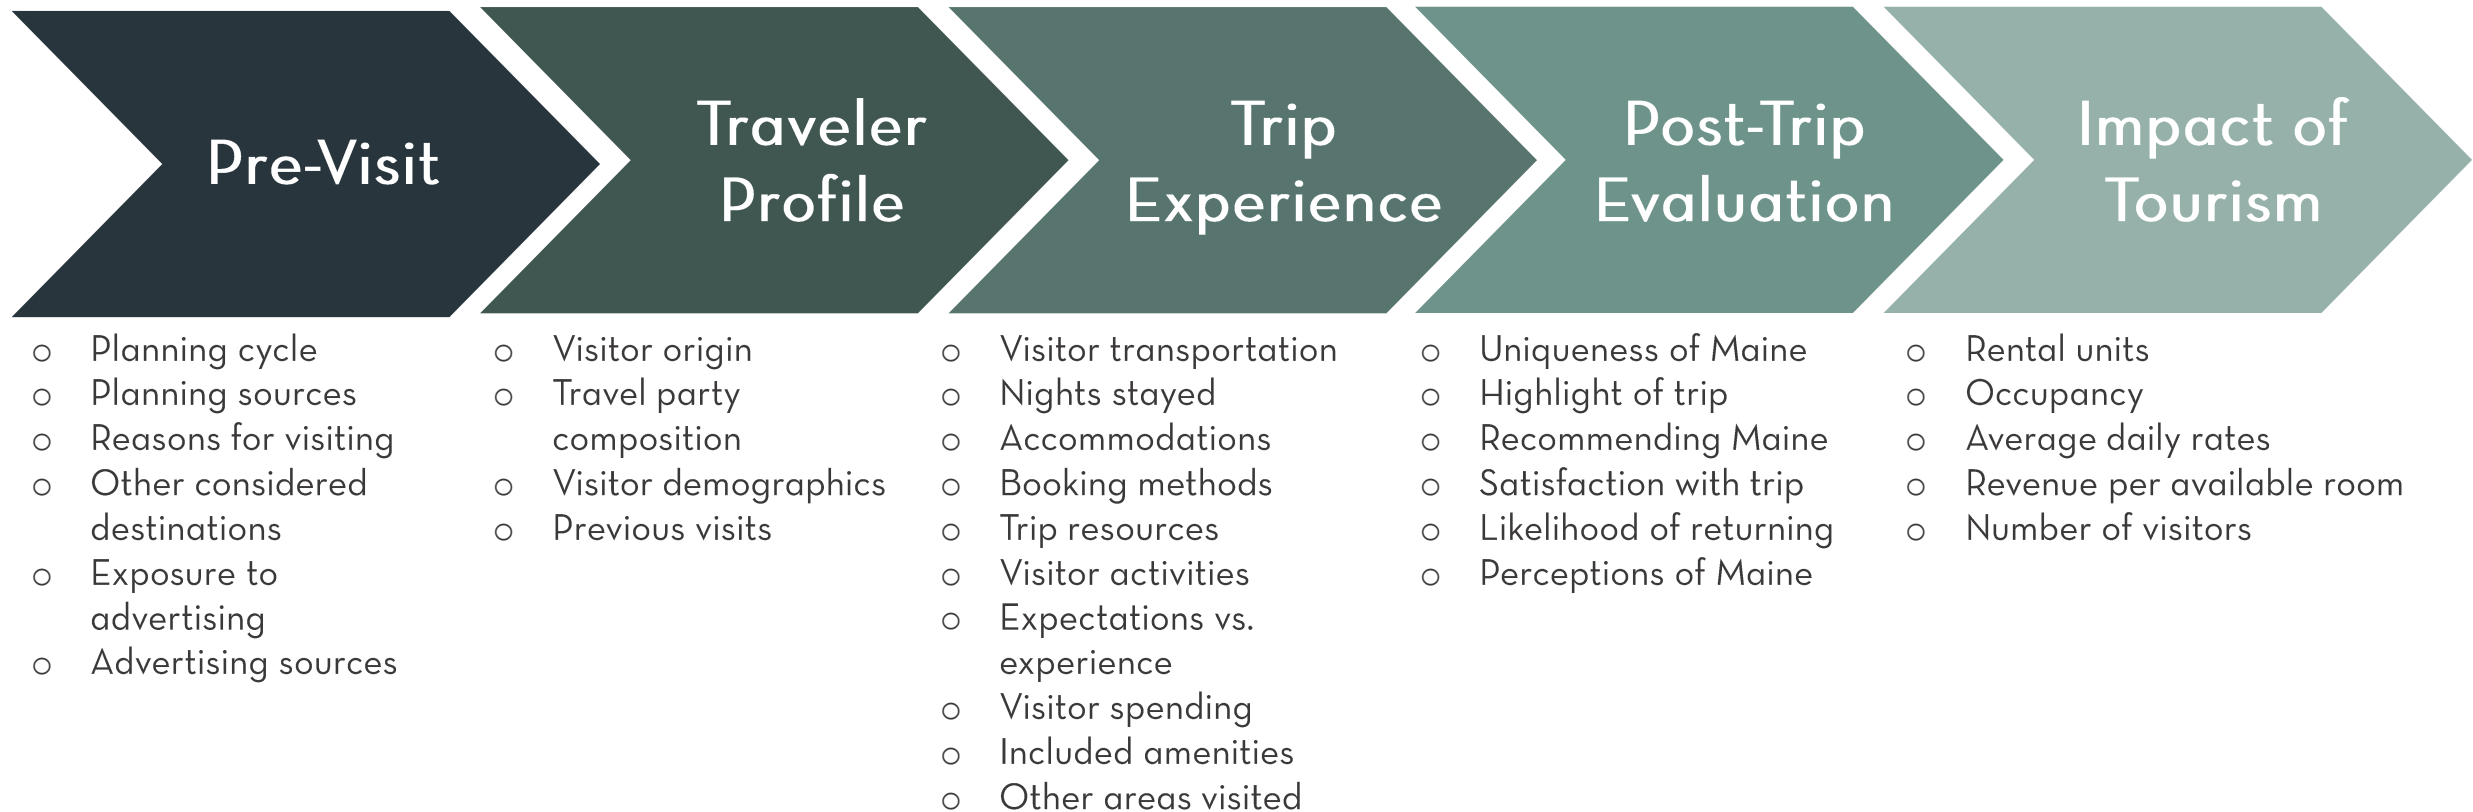 Pre-Visit
○ Planning cycle
○ Planning sources
○ Reasons for visiting
○ Other considered
destinations
○ Exposure to
advertising
○ Advertising sources
Traveler
Profile
○ Visitor origin
○ Travel party
composition
○ Visitor demographics
○ Previous visits
Trip
Experience
○ Visitor transportation
○ Nights stayed
○ Accommodations
○ Booking methods
○ Trip resources
○ Visitor activities
○ Expectations vs.
experience
○ Visitor spending
○ Included amenities
○ Other areas visited
Post-Trip
Evaluation
○ Uniqueness of Maine
○ Highlight of trip
○ Recommending Maine
○ Satisfaction with trip
○ Likelihood of returning
○ Perceptions of Maine
Impact of
Tourism
○ Rental units
○ Occupancy
○ Average daily rates
○ Revenue per available room
○ Number of visitors